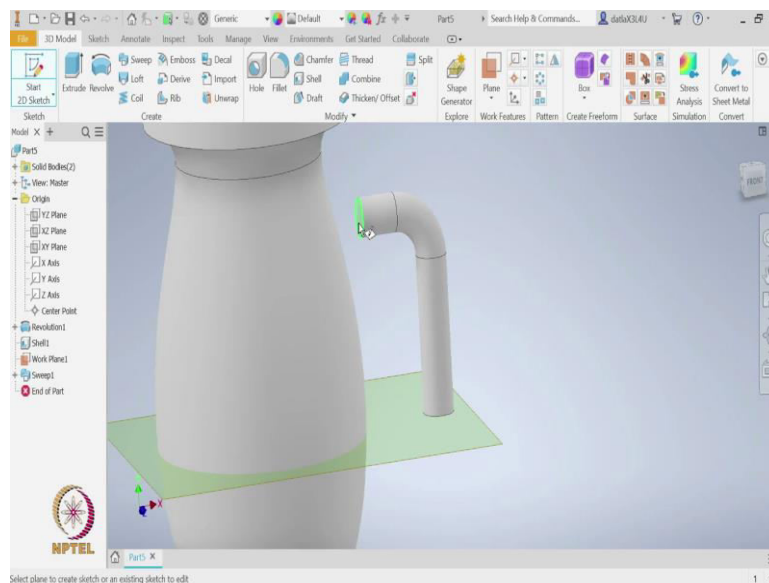 Generic Default Part5 Search Help & Commands... datlaX3L4U
File 3D Model Sketch Annotate Inspect Tools Manage View Environments Get Started Collaborate
Start 2D Sketch Extrude Revolve Sweep Emboss Decal Hole Fillet Chamfer Thread Split Shape Generator Plane Box Stress Analysis Convert to Sheet Metal
Loft Derive Import Shell Combine
Coil Rib Unwrap Draft Thicken/ Offset
Sketch Create Modify Explore Work Features Pattern Create Freeform Surface Simulation Convert
Model X +
Part5
Solid Bodies(2)
View: Master
Origin
YZ Plane
XZ Plane
XY Plane
X Axis
Y Axis
Z Axis
Center Point
Revolution1
Shell1
Work Plane1
Sweep1
End of Part
FRONT
X
NPTEL
Part5 X
Select plane to create sketch or an existing sketch to edit 1